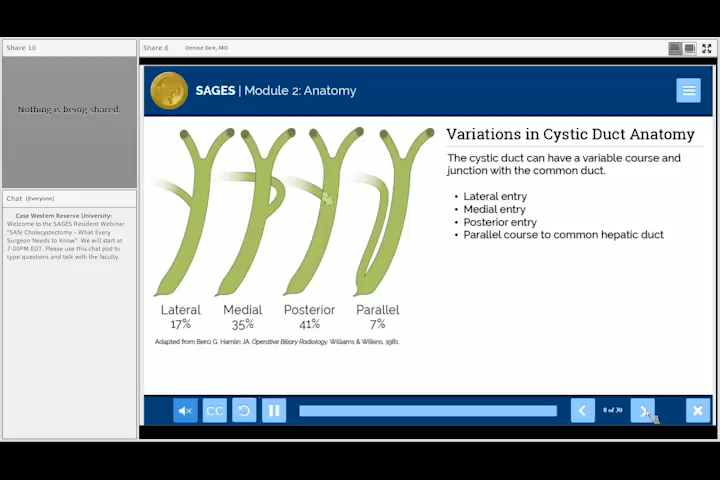 Share 10
Share 6
Denise Gee, MD
Nothing is being shared.
SAGES | Module 2: Anatomy
Variations in Cystic Duct Anatomy
The cystic duct can have a variable course and
junction with the common duct.
• Lateral entry
• Medial entry
• Posterior entry
• Parallel course to common hepatic duct
Lateral
17%
Medial
35%
Posterior
41%
Parallel
7%
Adapted from Berci G. Hamlin JA. Operative Biliary Radiology. Williams & Wilkins, 1981.
Chat (Everyone)
Case Western Reserve University:
Welcome to the SAGES Resident Webinar
"SAfe Cholecystectomy - What Every
Surgeon Needs to Know". We will start at
7:00PM EDT. Please use this chat pod to
type questions and talk with the faculty.
CC
8 of 30